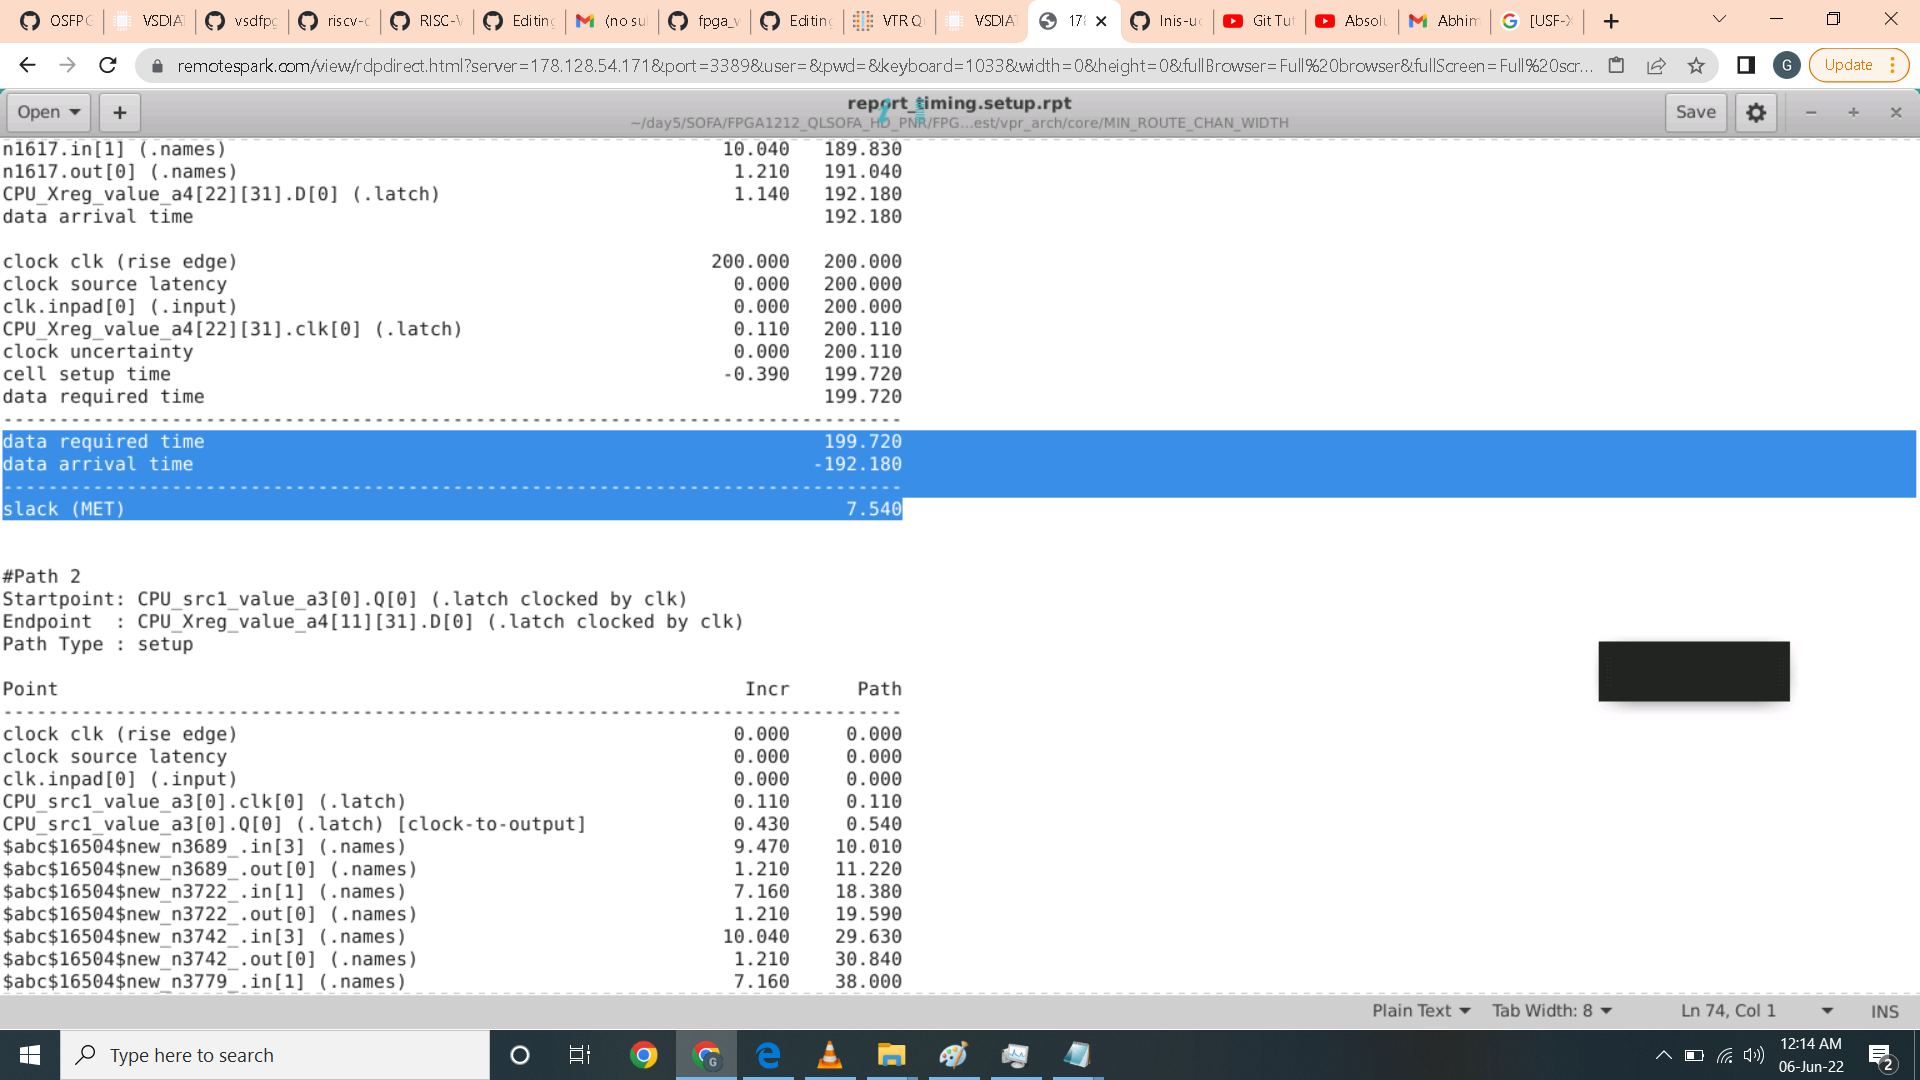 OSFPG
VSDIAT
vsdfpg
riscv-c
RISC-V
Editing
(no sul
fpga_v
Editing
VTR Q
VSDIAT
178
lnis-uc
Git Tut
Absolu
Abhim
[USF-X
remotespark.com/view/rdpdirect.html?server=178.128.54.171&port=3389&user=&pwd=&keyboard=1033&width=0&height=0&fullBrowser=Full%20browser&fullScreen=Full%20scr...
G
Update
Open
report_timing.setup.rpt
~/day5/SOFA/FPGA1212_QLSOFA_HD_PNR/FPG...est/vpr_arch/core/MIN_ROUTE_CHAN_WIDTH
Save
n1617.in[1] (.names) 10.040 189.830
n1617.out[0] (.names) 1.210 191.040
CPU_Xreg_value_a4[22][31].D[0] (.latch) 1.140 192.180
data arrival time 192.180
clock clk (rise edge) 200.000 200.000
clock source latency 0.000 200.000
clk.inpad[0] (.input) 0.000 200.000
CPU_Xreg_value_a4[22][31].clk[0] (.latch) 0.110 200.110
clock uncertainty 0.000 200.110
cell setup time -0.390 199.720
data required time 199.720
--------------------------------------------------------------------------------
data required time 199.720
data arrival time -192.180
--------------------------------------------------------------------------------
slack (MET) 7.540
#Path 2
Startpoint: CPU_src1_value_a3[0].Q[0] (.latch clocked by clk)
Endpoint  : CPU_Xreg_value_a4[11][31].D[0] (.latch clocked by clk)
Path Type : setup
Point Incr Path
--------------------------------------------------------------------------------
clock clk (rise edge) 0.000 0.000
clock source latency 0.000 0.000
clk.inpad[0] (.input) 0.000 0.000
CPU_src1_value_a3[0].clk[0] (.latch) 0.110 0.110
CPU_src1_value_a3[0].Q[0] (.latch) [clock-to-output] 0.430 0.540
$abc$16504$new_n3689_.in[3] (.names) 9.470 10.010
$abc$16504$new_n3689_.out[0] (.names) 1.210 11.220
$abc$16504$new_n3722_.in[1] (.names) 7.160 18.380
$abc$16504$new_n3722_.out[0] (.names) 1.210 19.590
$abc$16504$new_n3742_.in[3] (.names) 10.040 29.630
$abc$16504$new_n3742_.out[0] (.names) 1.210 30.840
$abc$16504$new_n3779_.in[1] (.names) 7.160 38.000
Plain Text Tab Width: 8 Ln 74, Col 1 INS
Type here to search
G
12:14 AM
06-Jun-22
2